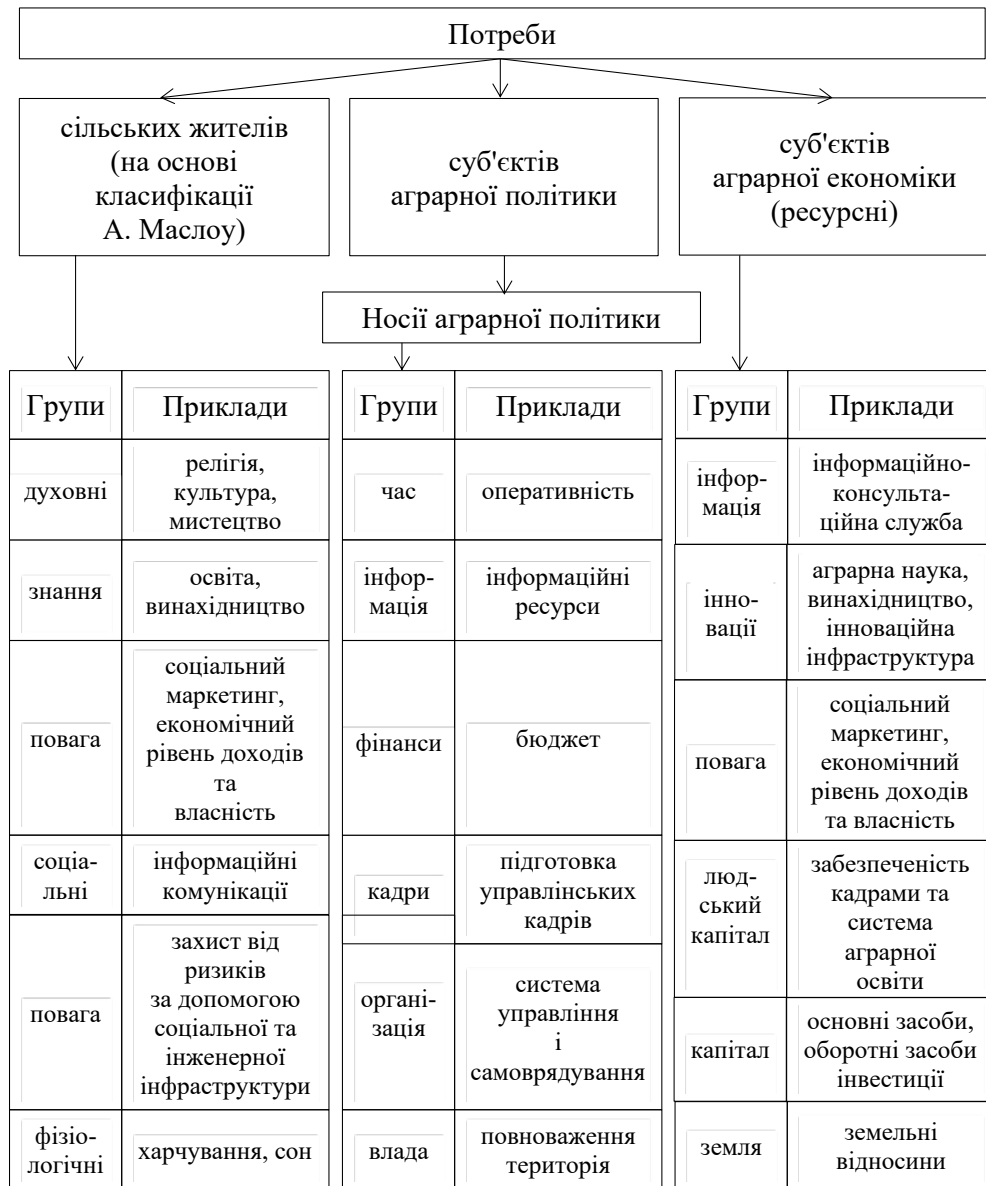 Потреби
сільських жителів
(на основі
класифікації
А. Маслоу)
суб'єктів
аграрної політики
суб'єктів
аграрної економіки
(ресурсні)
Носії аграрної політики
Групи
Приклади
духовні
релігія,
культура,
мистецтво
знання
освіта,
винахідництво
повага
соціальний
маркетинг,
економічний
рівень доходів
та
власність
соціа-
льні
інформаційні
комунікації
повага
захист від
ризиків
за допомогою
соціальної та
інженерної
інфраструктури
фізіо-
логічні
харчування, сон
Групи
Приклади
час
оперативність
інфор-
мація
інформаційні
ресурси
фінанси
бюджет
кадри
підготовка
управлінських
кадрів
органі-
зація
система
управління
і
самоврядування
влада
повноваження
територія
Групи
Приклади
інфор-
мація
інформаційно-
консульта-
ційна служба
інно-
вації
аграрна наука,
винахідництво,
інноваційна
інфраструктура
повага
соціальний
маркетинг,
економічний
рівень доходів
та власність
люд-
ський
капітал
забезпеченість
кадрами та
система
аграрної
освіти
капітал
основні засоби,
оборотні засоби
інвестиції
земля
земельні
відносини